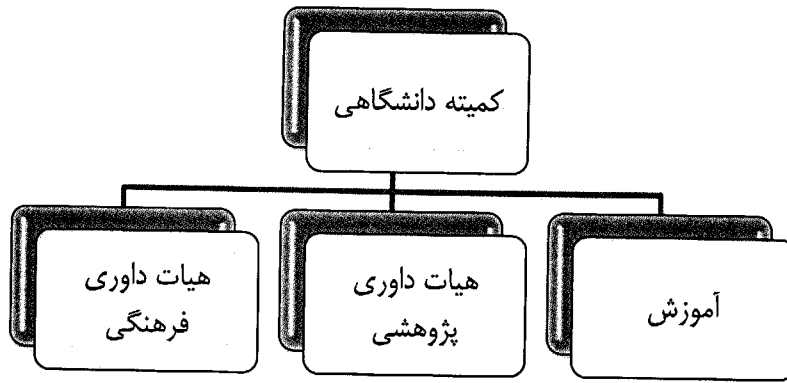 کمیته دانشگاهی
آموزش
هیات داوری
پژوهشی
هیات داوری
فرهنگی